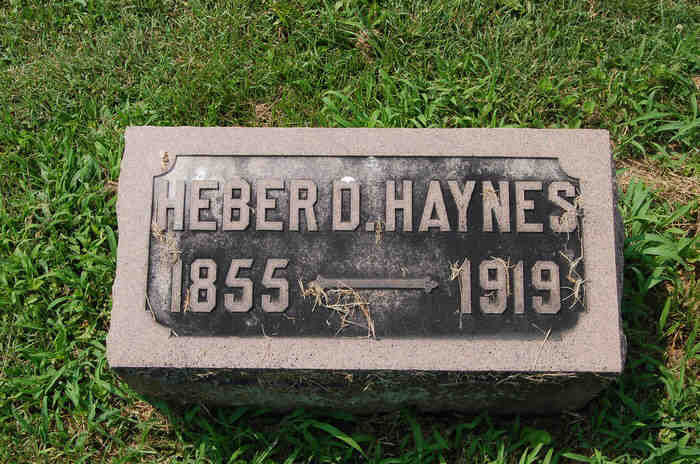 HEBER D. HAYNES
1855 — 1919